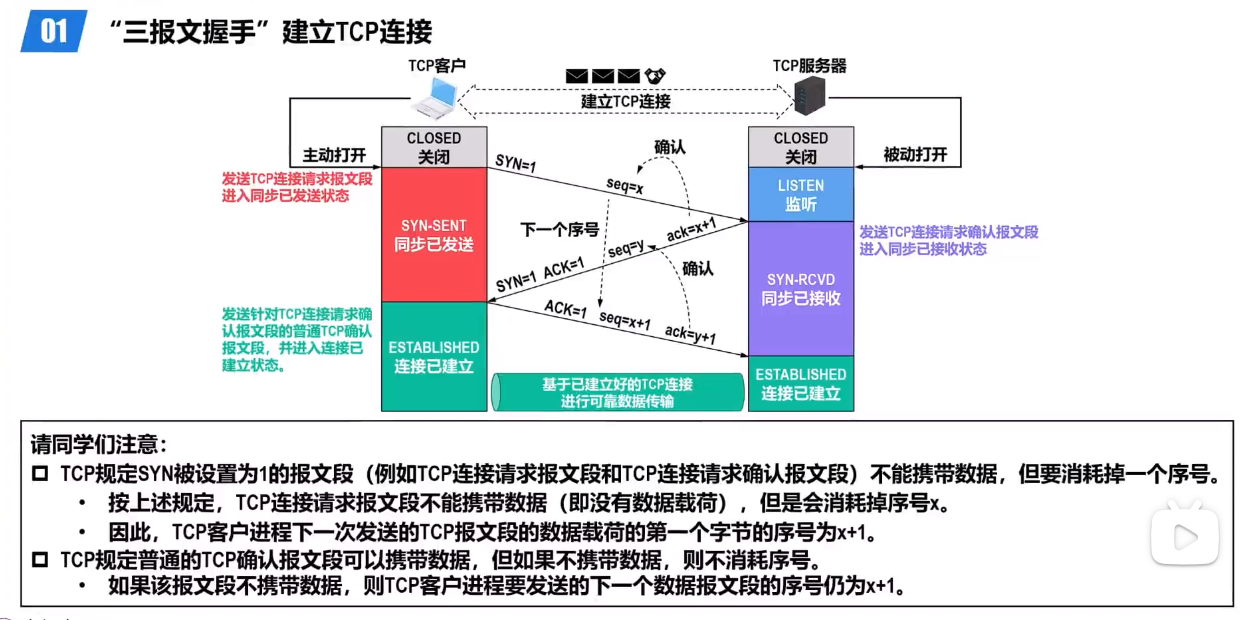 01 “三报文握手”建立TCP连接
TCP客户
TCP服务器
建立TCP连接
CLOSED
关闭
CLOSED
关闭
主动打开
被动打开
SYN=1
seq=x
确认
发送TCP连接请求报文段
进入同步已发送状态
LISTEN
监听
SYN-SENT
同步已发送
下一个序号
SYN=1 ACK=1 seq=y ack=x+1
发送TCP连接请求确认报文段
进入同步已接收状态
确认
SYN-RCVD
同步已接收
ACK=1 seq=x+1 ack=y+1
发送针对TCP连接请求确
认报文段的普通TCP确认
报文段，并进入连接已
建立状态。
ESTABLISHED
连接已建立
ESTABLISHED
连接已建立
基于已建立好的TCP连接
进行可靠数据传输
请同学们注意：
TCP规定SYN被设置为1的报文段（例如TCP连接请求报文段和TCP连接请求确认报文段）不能携带数据，但要消耗掉一个序号。
• 按上述规定，TCP连接请求报文段不能携带数据（即没有数据载荷），但是会消耗掉序号x。
• 因此，TCP客户进程下一次发送的TCP报文段的数据载荷的第一个字节的序号为x+1。
TCP规定普通的TCP确认报文段可以携带数据，但如果不携带数据，则不消耗序号。
• 如果该报文段不携带数据，则TCP客户进程要发送的下一个数据报文段的序号仍为x+1。